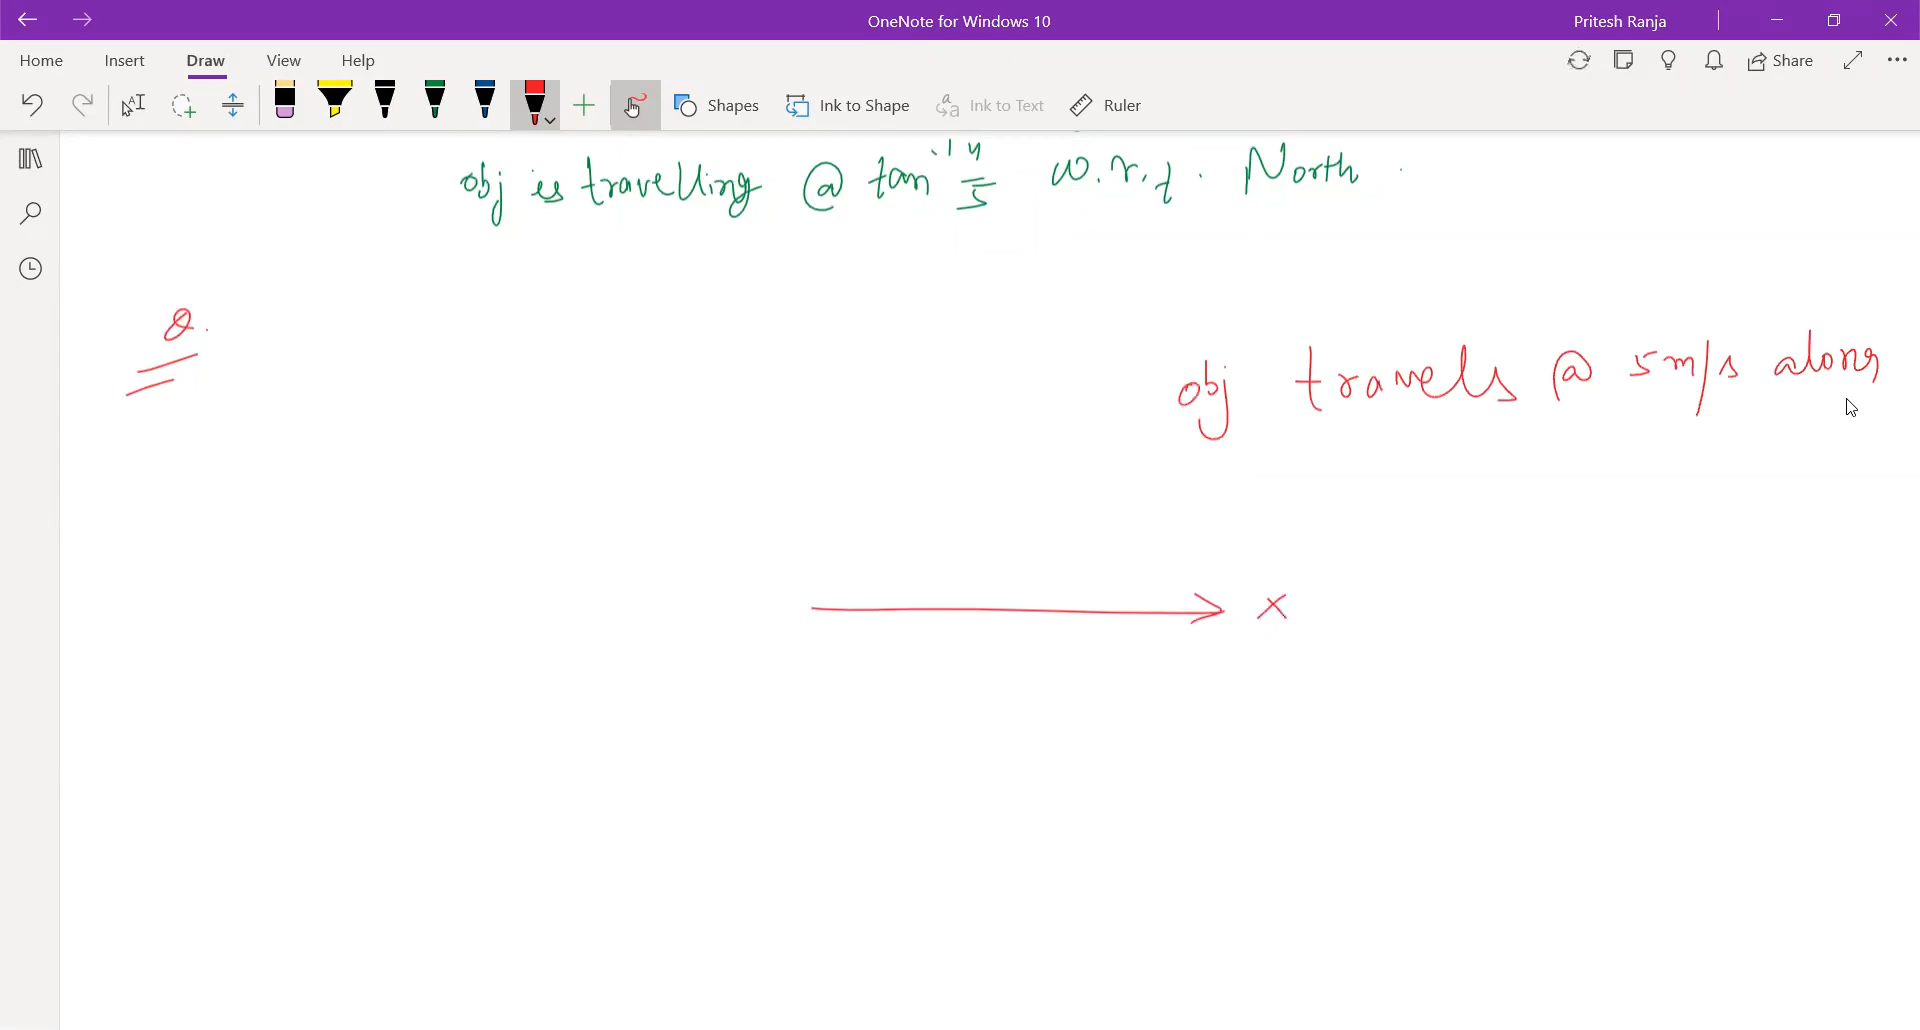 OneNote for Windows 10
Pritesh Ranja
Home Insert Draw View Help
Share
Shapes Ink to Shape Ink to Text Ruler
obj is travelling @ tan⁻¹ 4/5 w.r.t. North
Q.
obj travels @ 5m/s along
X